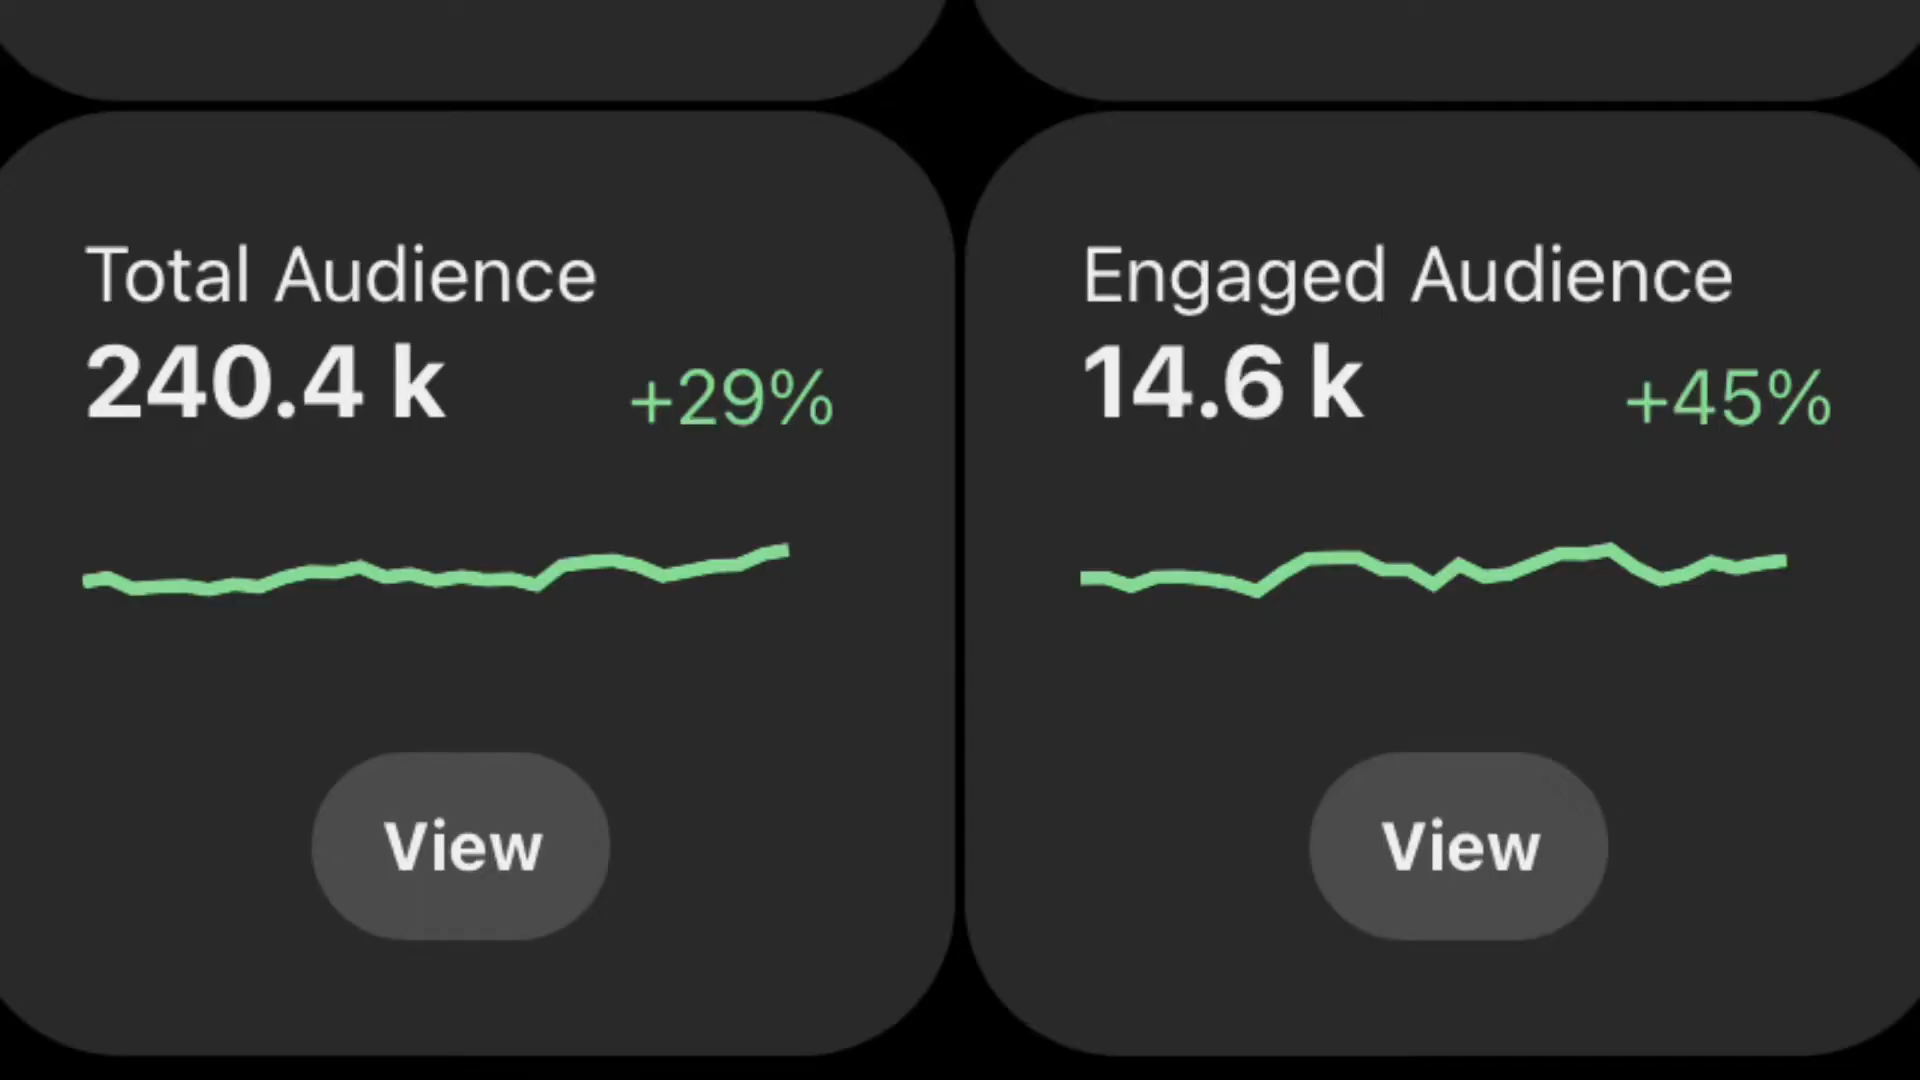 Total Audience
240.4 k +29%
View
Engaged Audience
14.6 k +45%
View